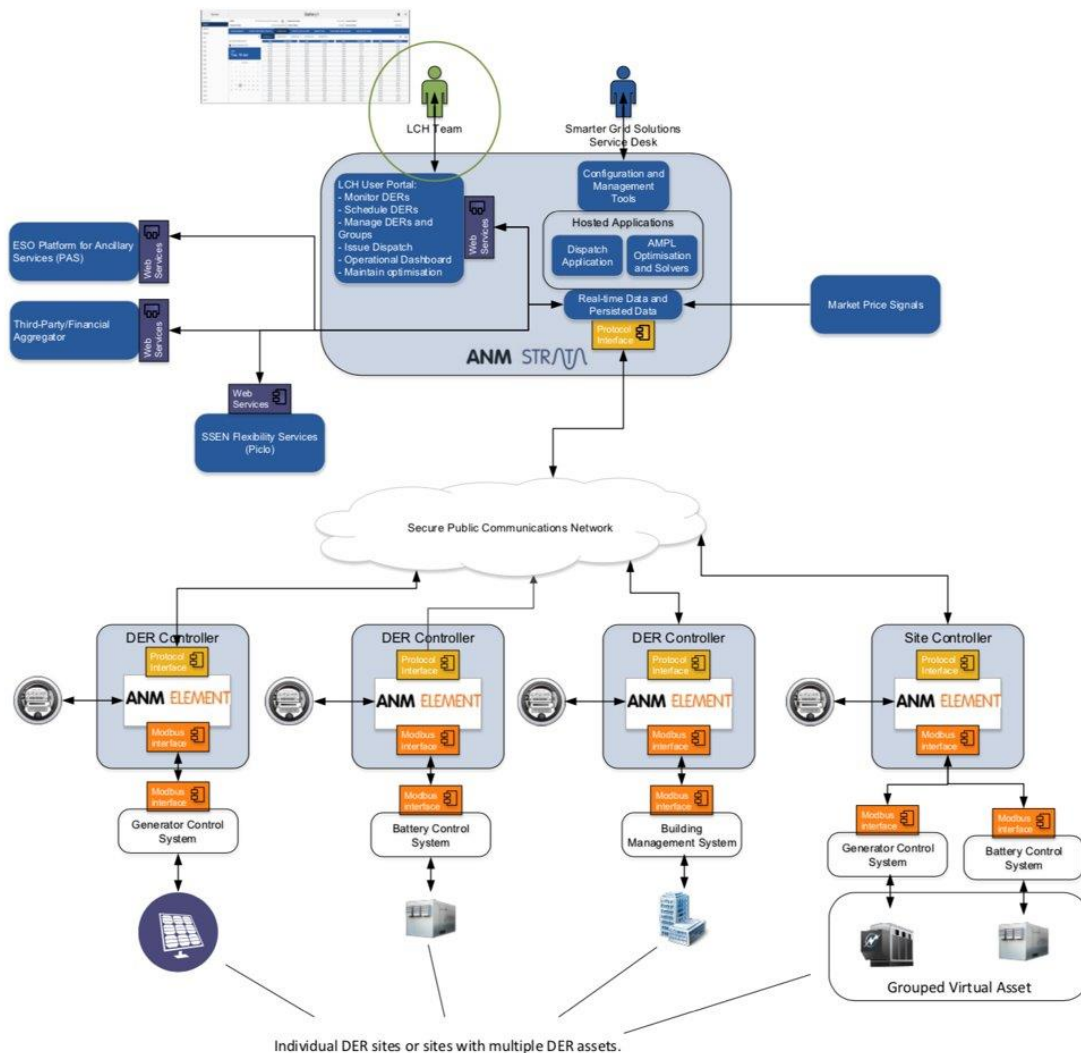 LCH Team
Smarter Grid Solutions
Service Desk
LCH User Portal:
- Monitor DERs
- Schedule DERs
- Manage DERs and
Groups
- Issue Dispatch
- Operational Dashboard
- Maintain optimisation
Web
Services
Configuration and
Management
Tools
Hosted Applications
Dispatch
Application
AMPL
Optimisation
and Solvers
Real-time Data and
Persisted Data
Protocol
Interface
ANM STRATA
Market Price Signals
ESO Platform for Ancillary
Services (PAS)
Web
Services
Third-Party/Financial
Aggregator
Web
Services
Web
Services
SSEN Flexibility Services
(Piclo)
Secure Public Communications Network
DER Controller
Protocol
Interface
ANM ELEMENT
Modbus
interface
Modbus
interface
Generator Control
System
DER Controller
Protocol
Interface
ANM ELEMENT
Modbus
interface
Modbus
interface
Battery Control
System
DER Controller
Protocol
Interface
ANM ELEMENT
Modbus
interface
Modbus
interface
Building
Management System
Site Controller
Protocol
Interface
ANM ELEMENT
Modbus
interface
Modbus
interface
Generator Control
System
Modbus
interface
Battery Control
System
Grouped Virtual Asset
Individual DER sites or sites with multiple DER assets.